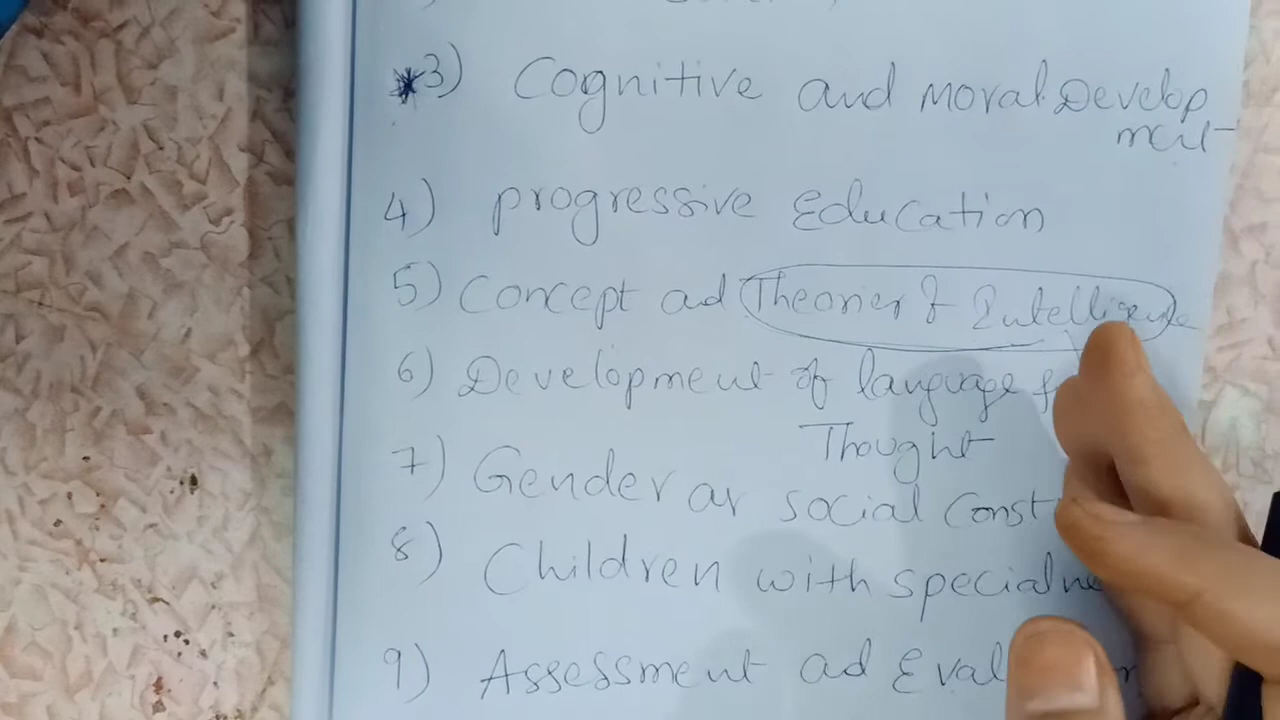 *3) Cognitive and moral Develop
ment
4) progressive Education
5) Concept ad Theories of Intelligence
6) Development of language
Thought
7) Gender as social Const
8) Children with special ne
9) Assessment ad Eval